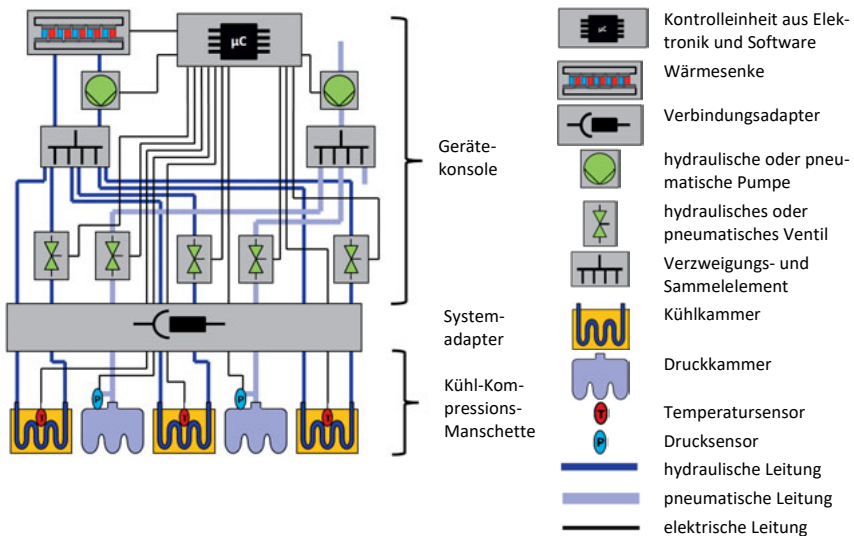 µC
Geräte-
konsole
System-
adapter
Kühl-Kom-
pressions-
Manschette
P
P
T
T
T
µC
Kontrolleinheit aus Elek-
tronik und Software
Wärmesenke
Verbindungsadapter
hydraulische oder pneu-
matische Pumpe
hydraulisches oder
pneumatisches Ventil
Verzweigungs- und
Sammelelement
Kühlkammer
Druckkammer
T
Temperatursensor
P
Drucksensor
hydraulische Leitung
pneumatische Leitung
elektrische Leitung